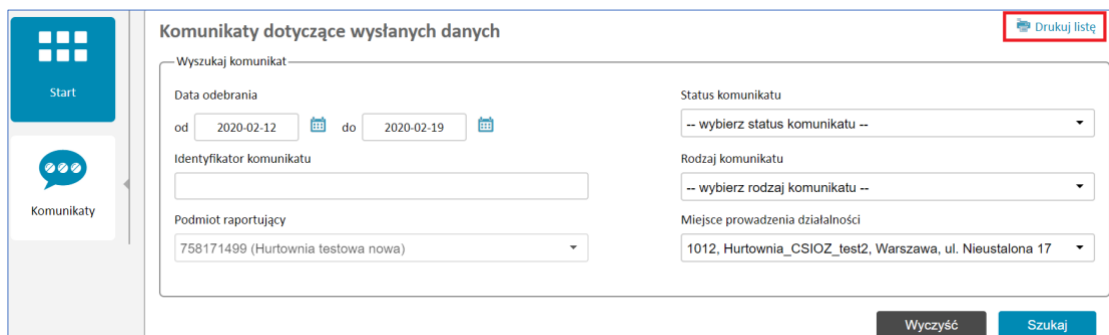 Komunikaty dotyczące wysłanych danych
Drukuj listę
Start
Komunikaty
Wyszukaj komunikat
Data odebrania
od 2020-02-12 do 2020-02-19
Identyfikator komunikatu
Podmiot raportujący
758171499 (Hurtownia testowa nowa)
Status komunikatu
-- wybierz status komunikatu --
Rodzaj komunikatu
-- wybierz rodzaj komunikatu --
Miejsce prowadzenia działalności
1012, Hurtownia_CSIOZ_test2, Warszawa, ul. Nieustalona 17
Wyczyść
Szukaj